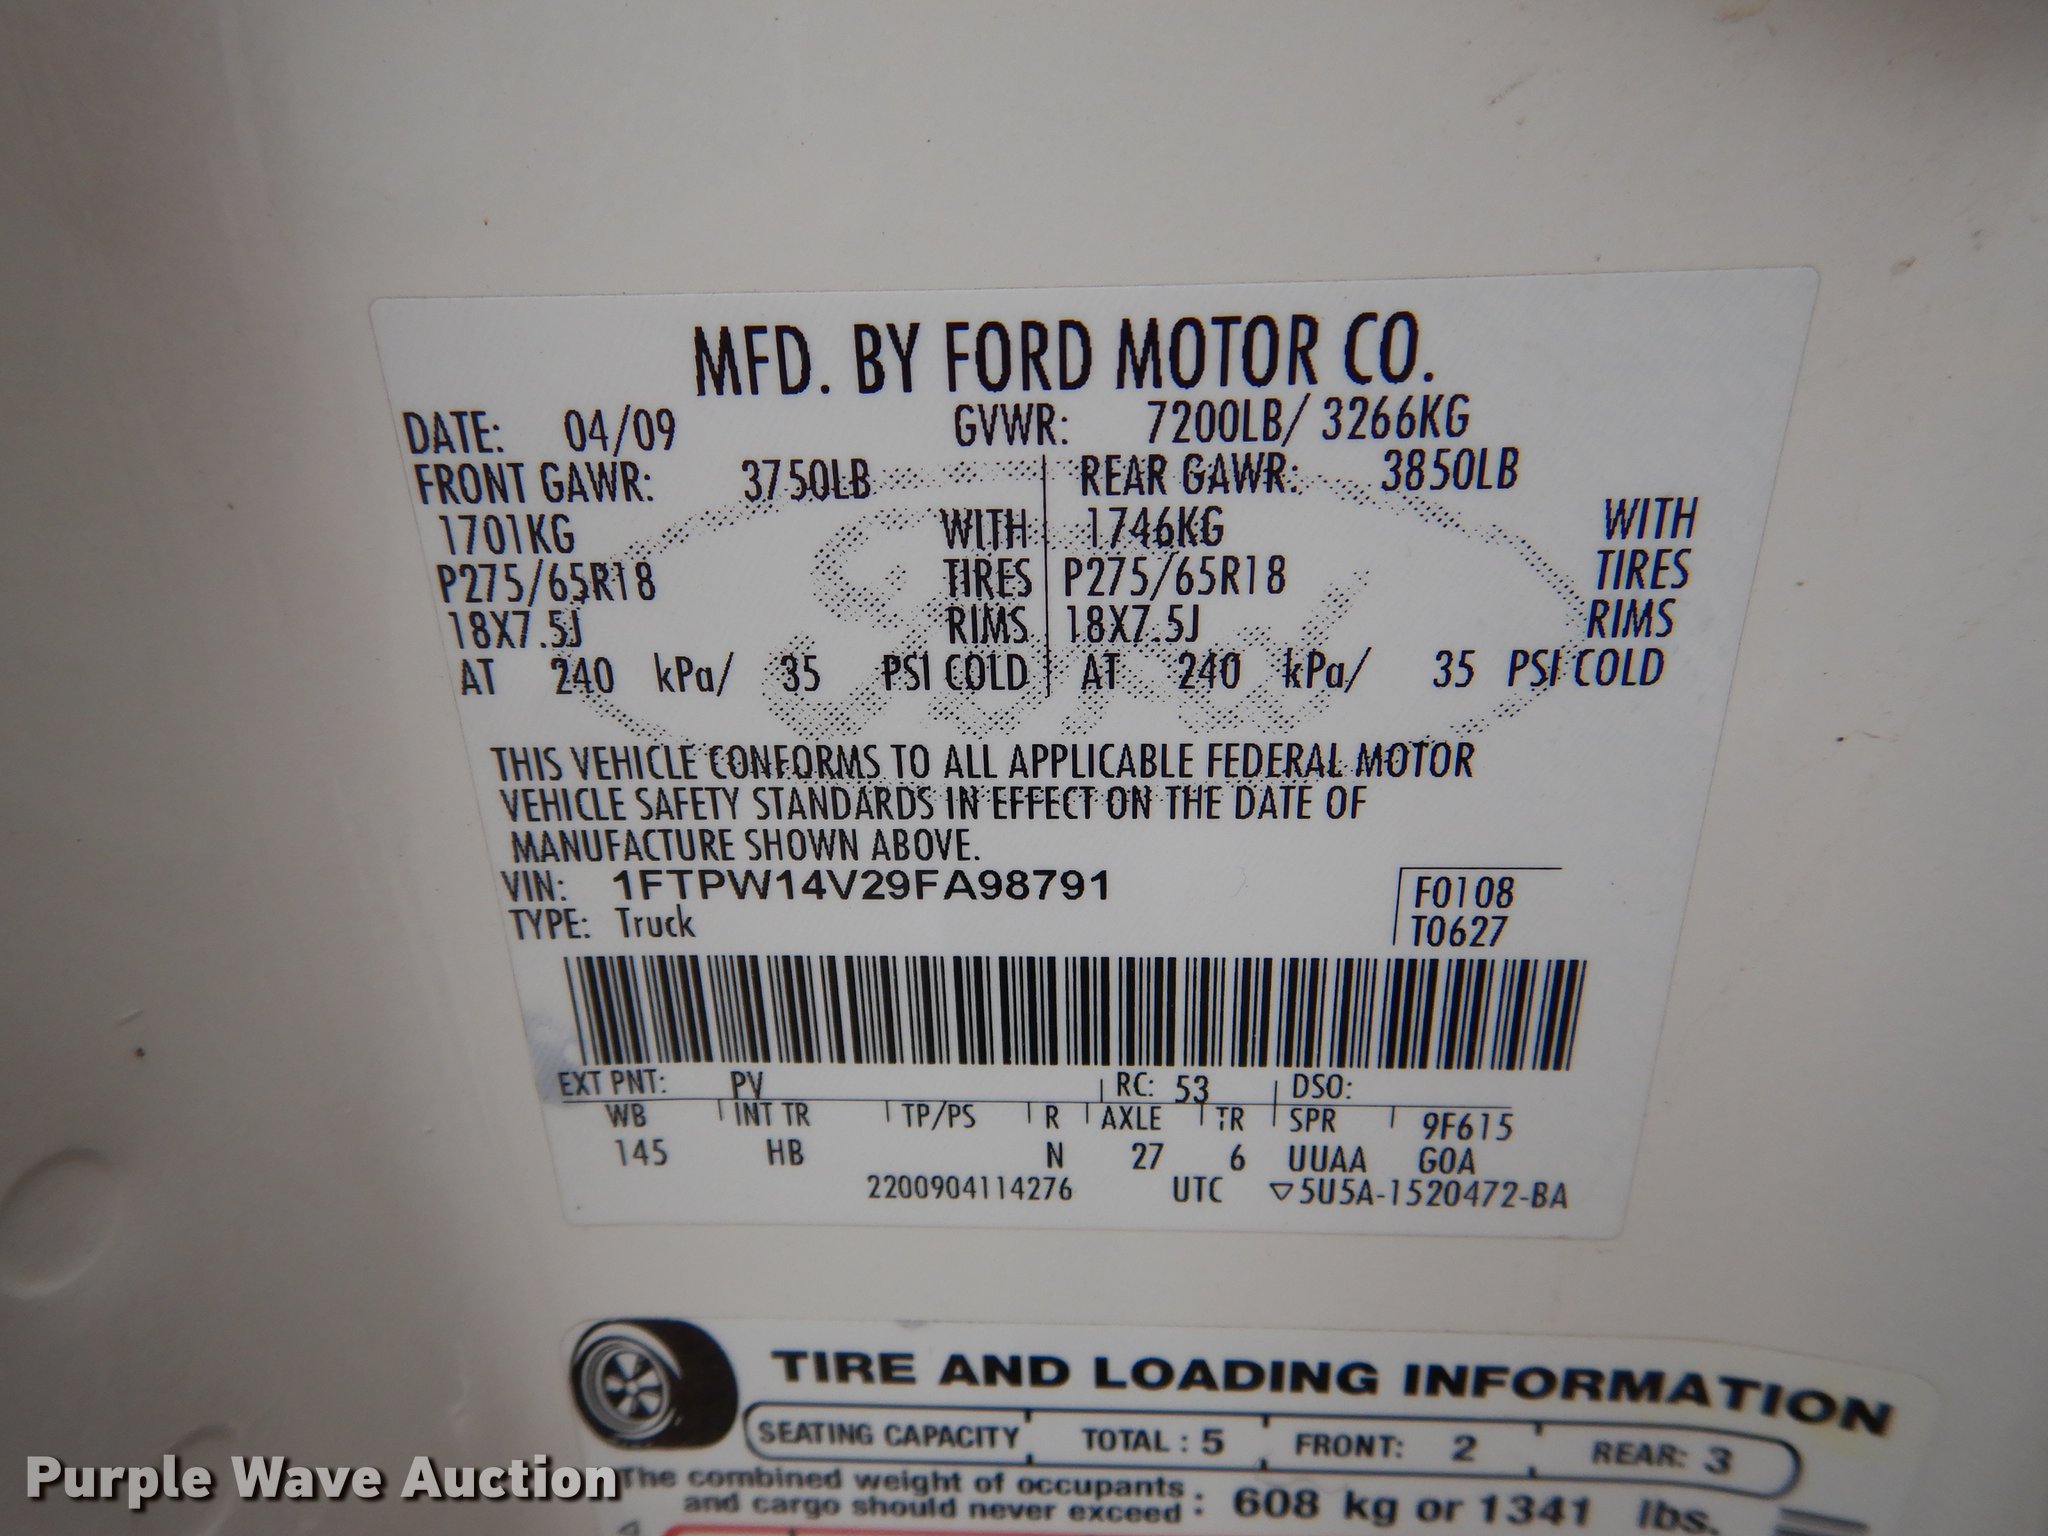 MFD. BY FORD MOTOR CO.
DATE: 04/09 GVWR: 7200LB/ 3266KG
FRONT GAWR: 3750LB REAR GAWR: 3850LB
1701KG WITH 1746KG WITH
P275/65R18 TIRES P275/65R18 TIRES
18X7.5J RIMS 18X7.5J RIMS
AT 240 kPa/ 35 PSI COLD AT 240 kPa/ 35 PSI COLD
THIS VEHICLE CONFORMS TO ALL APPLICABLE FEDERAL MOTOR
VEHICLE SAFETY STANDARDS IN EFFECT ON THE DATE OF
MANUFACTURE SHOWN ABOVE.
VIN: 1FTPW14V29FA98791 F0108
TYPE: Truck T0627
EXT PNT: PV RC: 53 DSO:
WB INT TR TP/PS R AXLE TR SPR 9F615
145 HB N 27 6 UUAA GOA
2200904114276 UTC ▽5U5A-1520472-BA
TIRE AND LOADING INFORMATION
SEATING CAPACITY TOTAL : 5 FRONT: 2 REAR: 3
The combined weight of occupants
and cargo should never exceed : 608 kg or 1341 lbs.
Purple Wave Auction